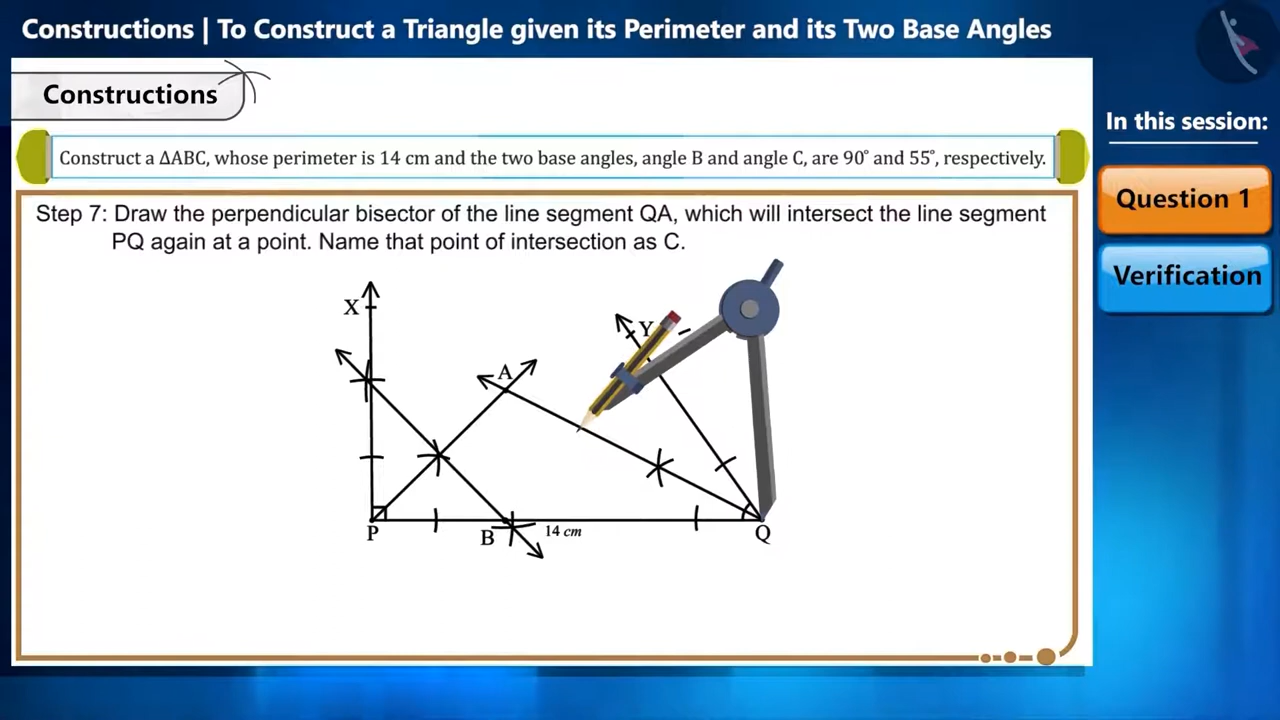 Constructions | To Construct a Triangle given its Perimeter and its Two Base Angles
Constructions
In this session:
Construct a ΔABC, whose perimeter is 14 cm and the two base angles, angle B and angle C, are 90° and 55°, respectively.
Question 1
Step 7: Draw the perpendicular bisector of the line segment QA, which will intersect the line segment
PQ again at a point. Name that point of intersection as C.
Verification
X
Y
A
P
B
14 cm
Q